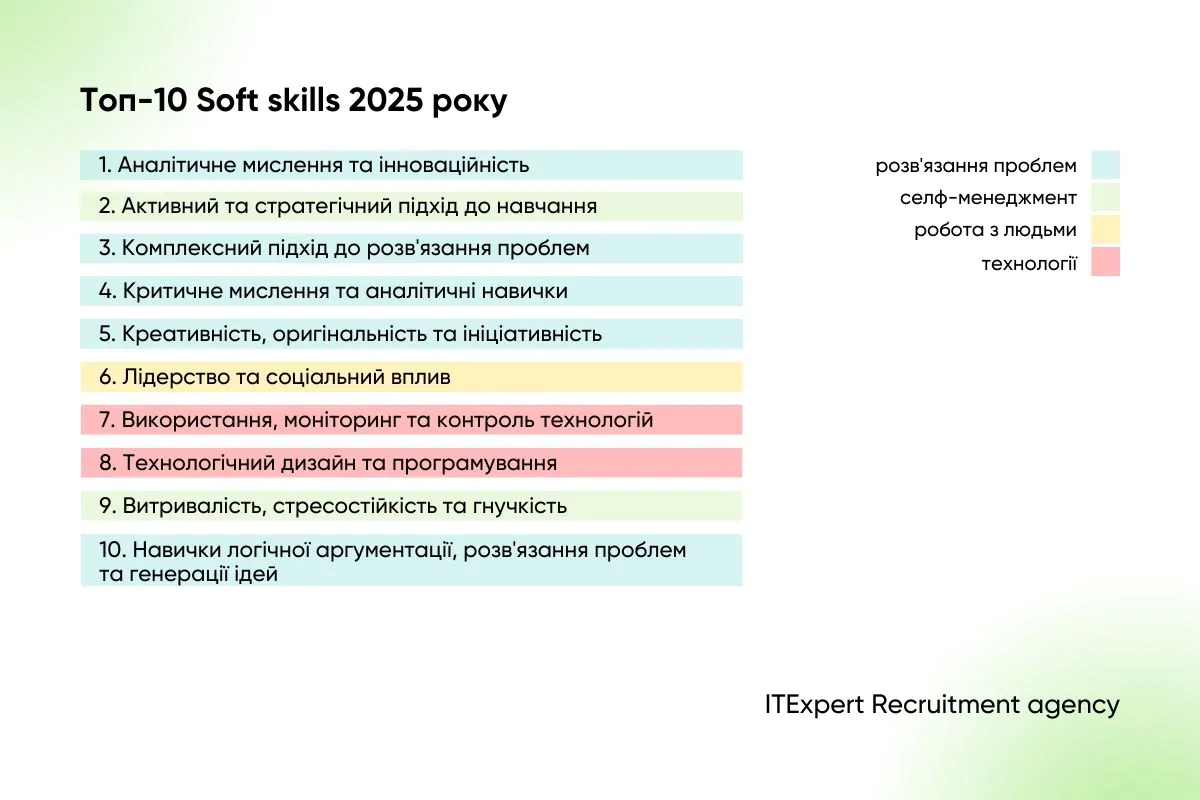 Топ-10 Soft skills 2025 року
1. Аналітичне мислення та інноваційність
2. Активний та стратегічний підхід до навчання
3. Комплексний підхід до розв'язання проблем
4. Критичне мислення та аналітичні навички
5. Креативність, оригінальність та ініціативність
6. Лідерство та соціальний вплив
7. Використання, моніторинг та контроль технологій
8. Технологічний дизайн та програмування
9. Витривалість, стресостійкість та гнучкість
10. Навички логічної аргументації, розв'язання проблем
та генерації ідей
розв'язання проблем
селф-менеджмент
робота з людьми
технології
ITExpert Recruitment agency